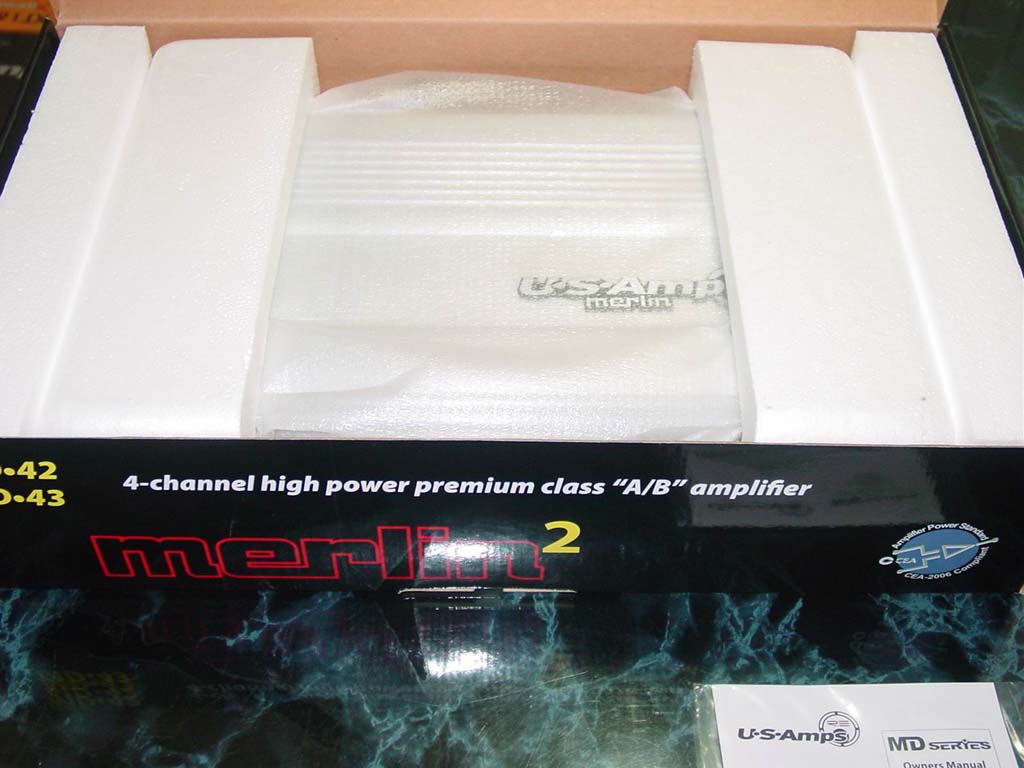 U·S·Amps
merlin
•42
•43
4-channel high power premium class "A/B" amplifier
merlin2
Amplifier Power Standard
CEA
CEA-2006 Compliant
U·S·Amps
MD SERIES
Owners Manual